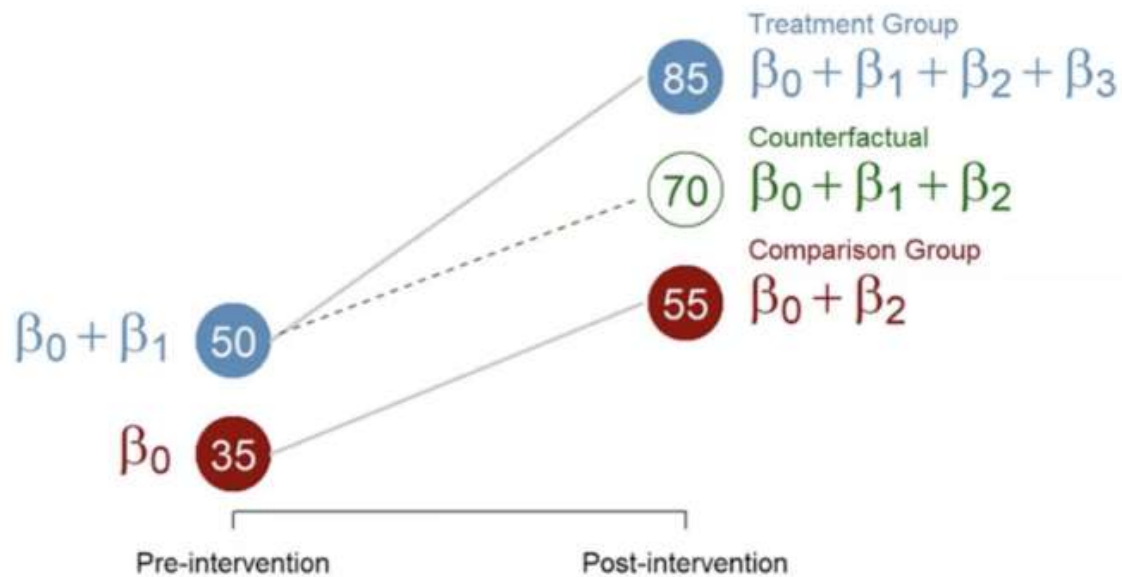 Treatment Group
85 β₀ + β₁ + β₂ + β₃
Counterfactual
70 β₀ + β₁ + β₂
Comparison Group
55 β₀ + β₂
β₀ + β₁ 50
β₀ 35
Pre-intervention Post-intervention